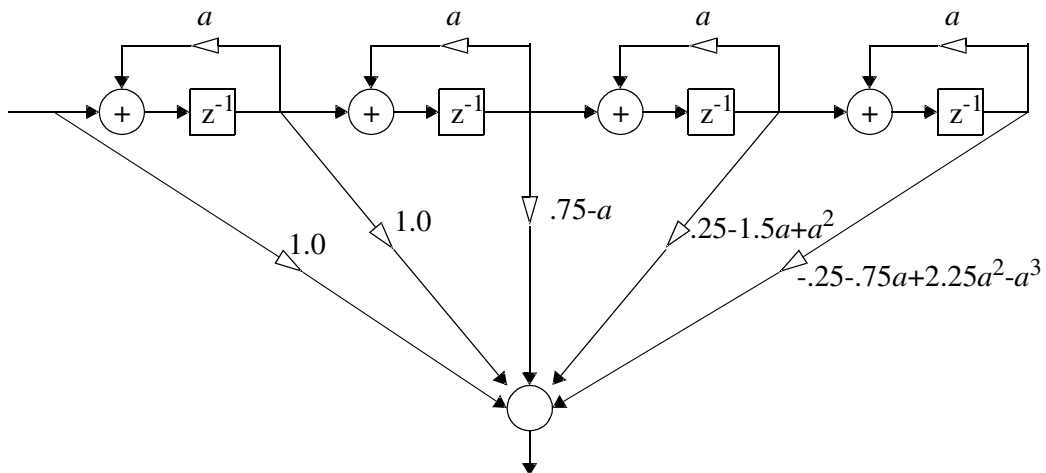 a a a a
+ z-1 + z-1 + z-1 + z-1
.75-a
1.0 .25-1.5a+a2
1.0 -.25-.75a+2.25a2-a3